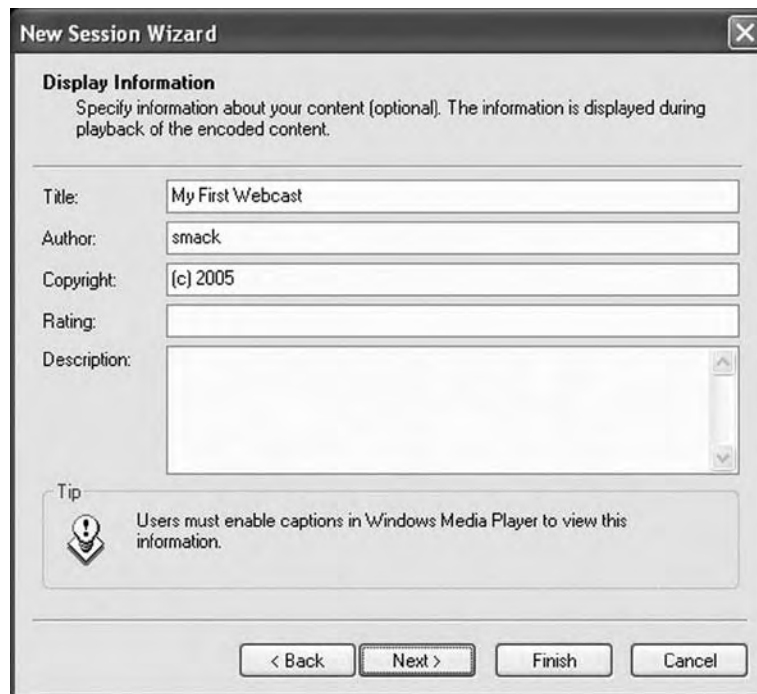 New Session Wizard
Display Information
Specify information about your content (optional). The information is displayed during
playback of the encoded content.
Title: My First Webcast
Author: smack
Copyright: (c) 2005
Rating:
Description:
Tip
Users must enable captions in Windows Media Player to view this
information.
< Back Next > Finish Cancel